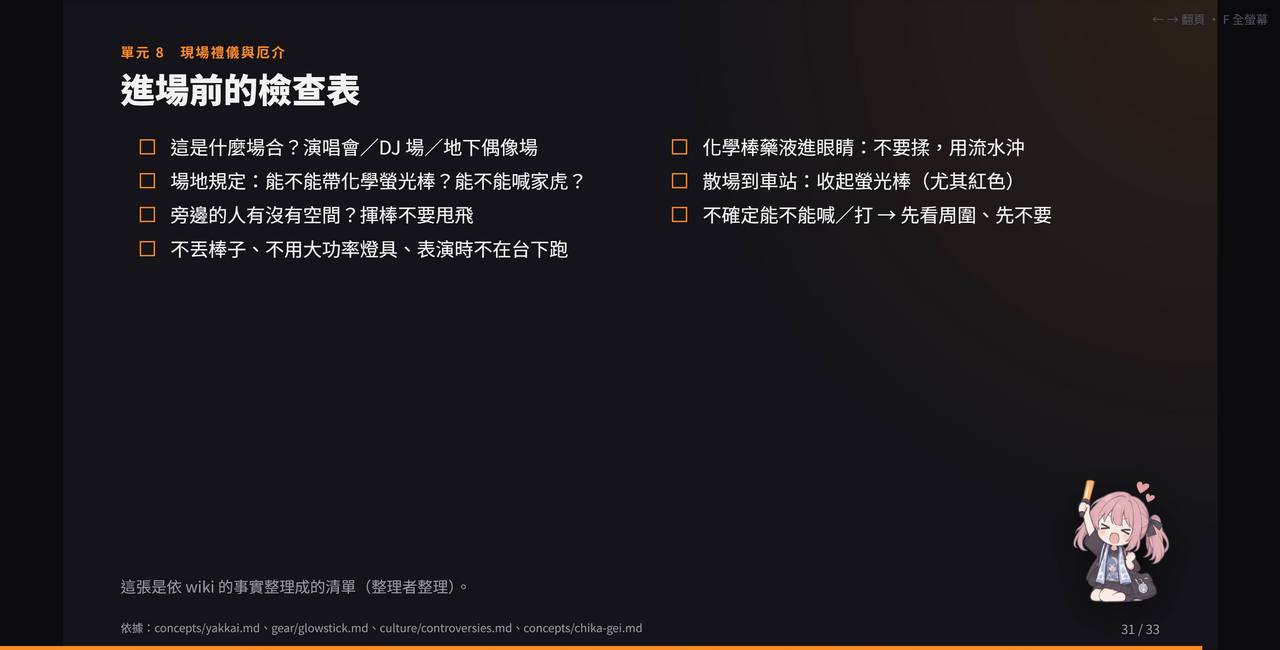 ←→ 翻頁 · F 全螢幕
單元 8 現場禮儀與厄介
進場前的檢查表
這是什麼場合？演唱會／DJ 場／地下偶像場
場地規定：能不能帶化學螢光棒？能不能喊家虎？
旁邊的人有沒有空間？揮棒不要甩飛
不丟棒子、不用大功率燈具、表演時不在台下跑
化學棒藥液進眼睛：不要揉，用流水沖
散場到車站：收起螢光棒（尤其紅色）
不確定能不能喊／打 → 先看周圍、先不要
這張是依 wiki 的事實整理成的清單（整理者整理）。
依據：concepts/yakkai.md、gear/glowstick.md、culture/controversies.md、concepts/chika-gei.md
31 / 33